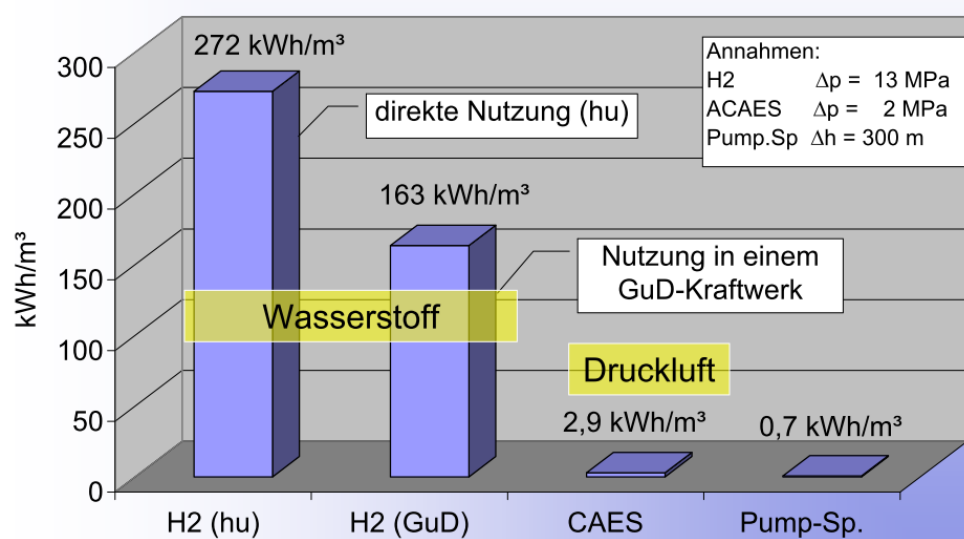 272 kWh/m³
Annahmen:
H2 Δp = 13 MPa
ACAES Δp = 2 MPa
Pump.Sp Δh = 300 m
direkte Nutzung (hu)
163 kWh/m³
Nutzung in einem
GuD-Kraftwerk
Wasserstoff
Druckluft
2,9 kWh/m³
0,7 kWh/m³
kWh/m³
300
250
200
150
100
50
0
H2 (hu)
H2 (GuD)
CAES
Pump-Sp.